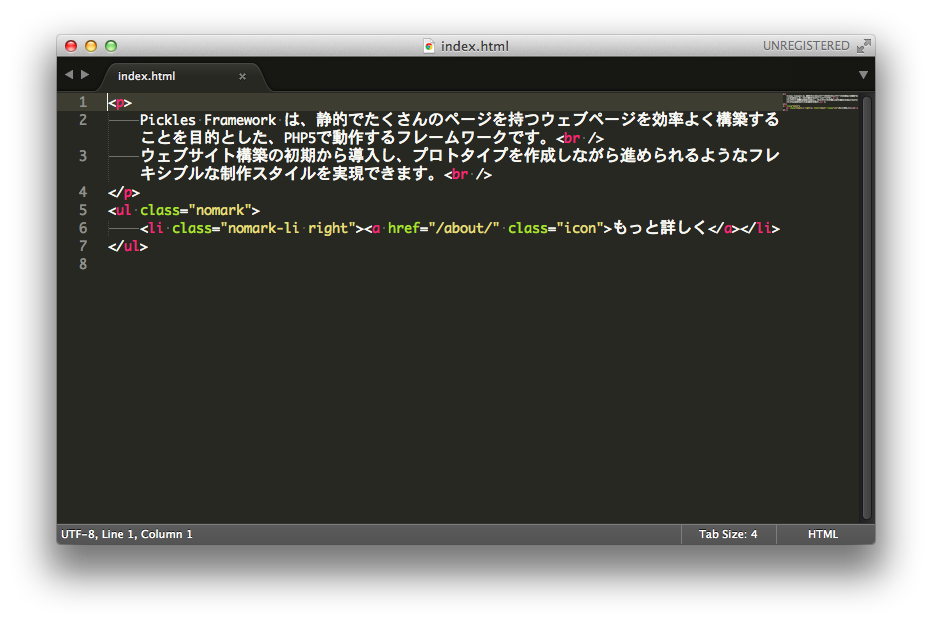 index.html
UNREGISTERED
index.html
1 <p>
2 Pickles Framework は、静的でたくさんのページを持つウェブページを効率よく構築する
ことを目的とした、PHP5で動作するフレームワークです。<br />
3 ウェブサイト構築の初期から導入し、プロトタイプを作成しながら進められるようなフレ
キシブルな制作スタイルを実現できます。<br />
4 </p>
5 <ul class="nomark">
6 <li class="nomark-li right"><a href="/about/" class="icon">もっと詳しく</a></li>
7 </ul>
8
UTF-8, Line 1, Column 1
Tab Size: 4
HTML